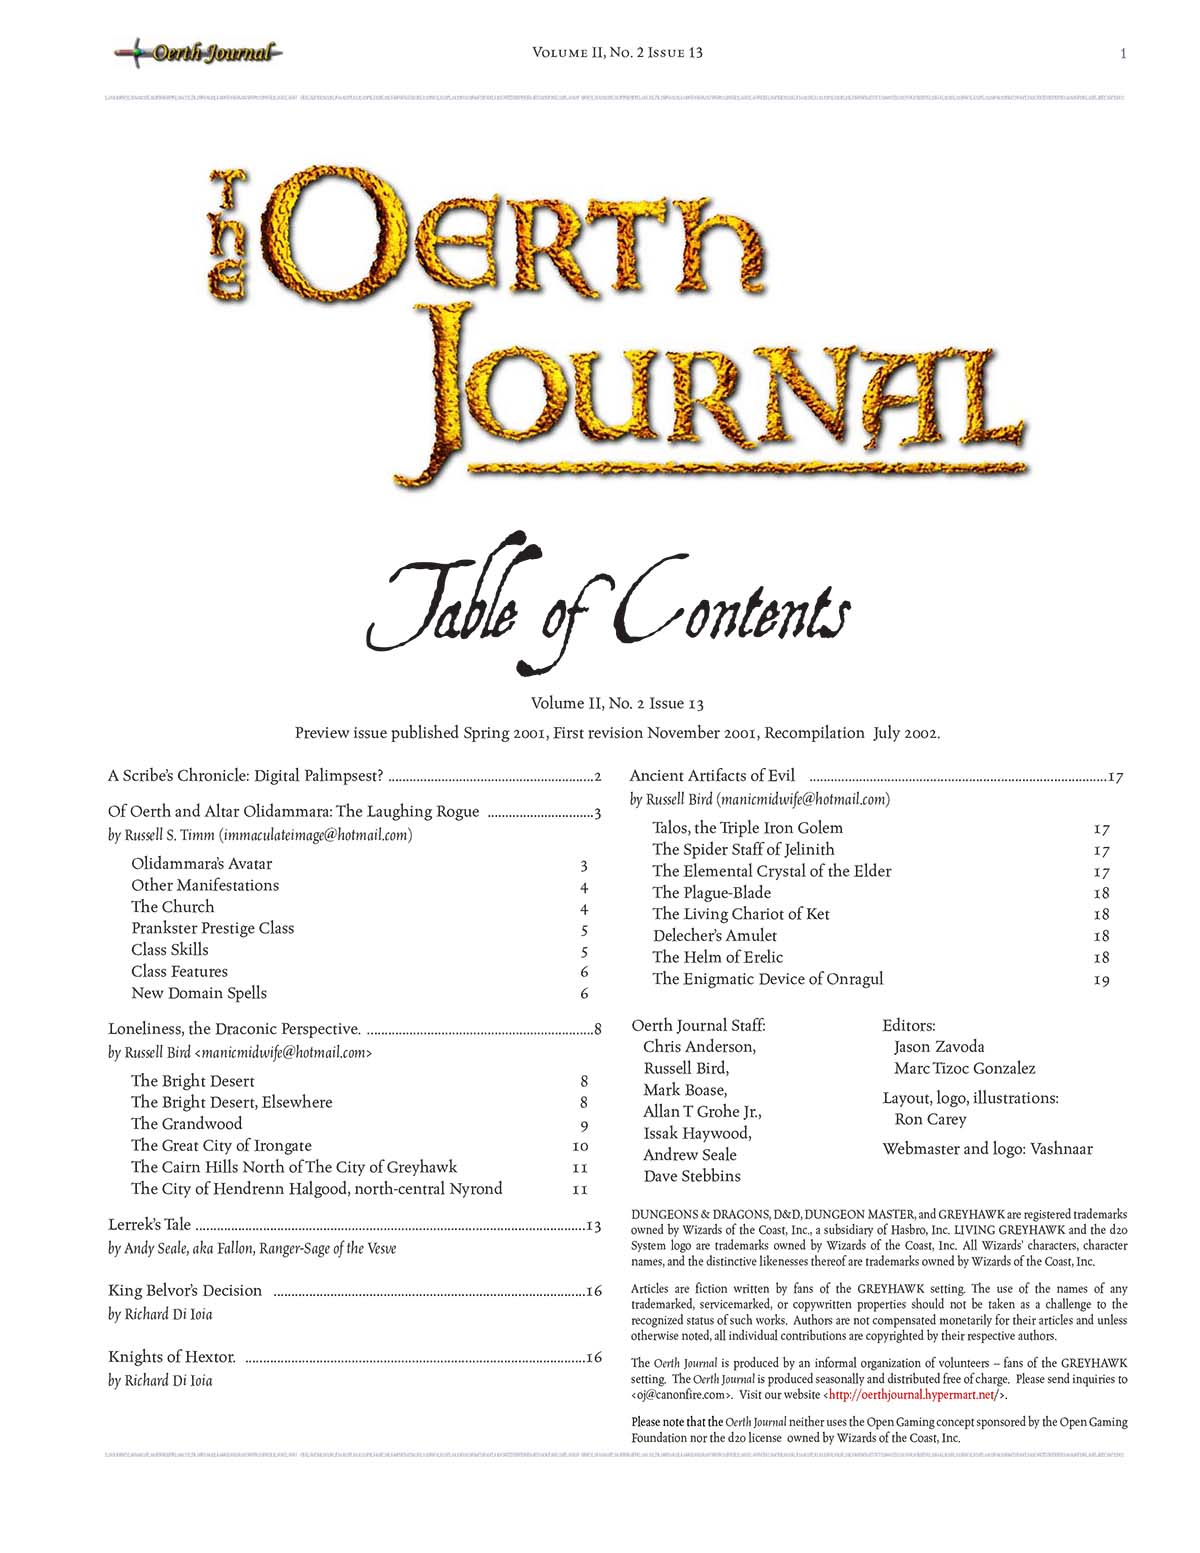 Oerth Journal
Volume II, No. 2 Issue 13
1
The Oerth
Journal
Table of Contents
Volume II, No. 2 Issue 13
Preview issue published Spring 2001, First revision November 2001, Recompilation July 2002.
A Scribe's Chronicle: Digital Palimpsest? ..........................................................2
Of Oerth and Altar Olidammara: The Laughing Rogue ..............................3
by Russell S. Timm (immaculateimage@hotmail.com)
Olidammara's Avatar 3
Other Manifestations 4
The Church 4
Prankster Prestige Class 5
Class Skills 5
Class Features 6
New Domain Spells 6
Loneliness, the Draconic Perspective. ................................................................8
by Russell Bird <manicmidwife@hotmail.com>
The Bright Desert 8
The Bright Desert, Elsewhere 8
The Grandwood 9
The Great City of Irongate 10
The Cairn Hills North of The City of Greyhawk 11
The City of Hendrenn Halgood, north-central Nyrond 11
Lerrek's Tale ..............................................................................................................13
by Andy Seale, aka Fallon, Ranger-Sage of the Vesve
King Belvor's Decision ........................................................................................16
by Richard Di Ioia
Knights of Hextor. ................................................................................................16
by Richard Di Ioia
Ancient Artifacts of Evil ....................................................................................17
by Russell Bird (manicmidwife@hotmail.com)
Talos, the Triple Iron Golem 17
The Spider Staff of Jelinith 17
The Elemental Crystal of the Elder 17
The Plague-Blade 18
The Living Chariot of Ket 18
Delecher's Amulet 18
The Helm of Erelic 18
The Enigmatic Device of Onragul 19
Oerth Journal Staff:
Chris Anderson,
Russell Bird,
Mark Boase,
Allan T Grohe Jr.,
Issak Haywood,
Andrew Seale
Dave Stebbins
Editors:
Jason Zavoda
Marc Tizoc Gonzalez
Layout, logo, illustrations:
Ron Carey
Webmaster and logo: Vashnaar
DUNGEONS & DRAGONS, D&D, DUNGEON MASTER, and GREYHAWK are registered trademarks
owned by Wizards of the Coast, Inc., a subsidiary of Hasbro, Inc. LIVING GREYHAWK and the d20
System logo are trademarks owned by Wizards of the Coast, Inc. All Wizards' characters, character
names, and the distinctive likenesses thereof are trademarks owned by Wizards of the Coast, Inc.
Articles are fiction written by fans of the GREYHAWK setting. The use of the names of any
trademarked, servicemarked, or copywritten properties should not be taken as a challenge to the
recognized status of such works. Authors are not compensated monetarily for their articles and unless
otherwise noted, all individual contributions are copyrighted by their respective authors.
The Oerth Journal is produced by an informal organization of volunteers – fans of the GREYHAWK
setting. The Oerth Journal is produced seasonally and distributed free of charge. Please send inquiries to
<oj@canonfire.com>. Visit our website <http://oerthjournal.hypermart.net/>.
Please note that the Oerth Journal neither uses the Open Gaming concept sponsored by the Open Gaming
Foundation nor the d20 license owned by Wizards of the Coast, Inc.